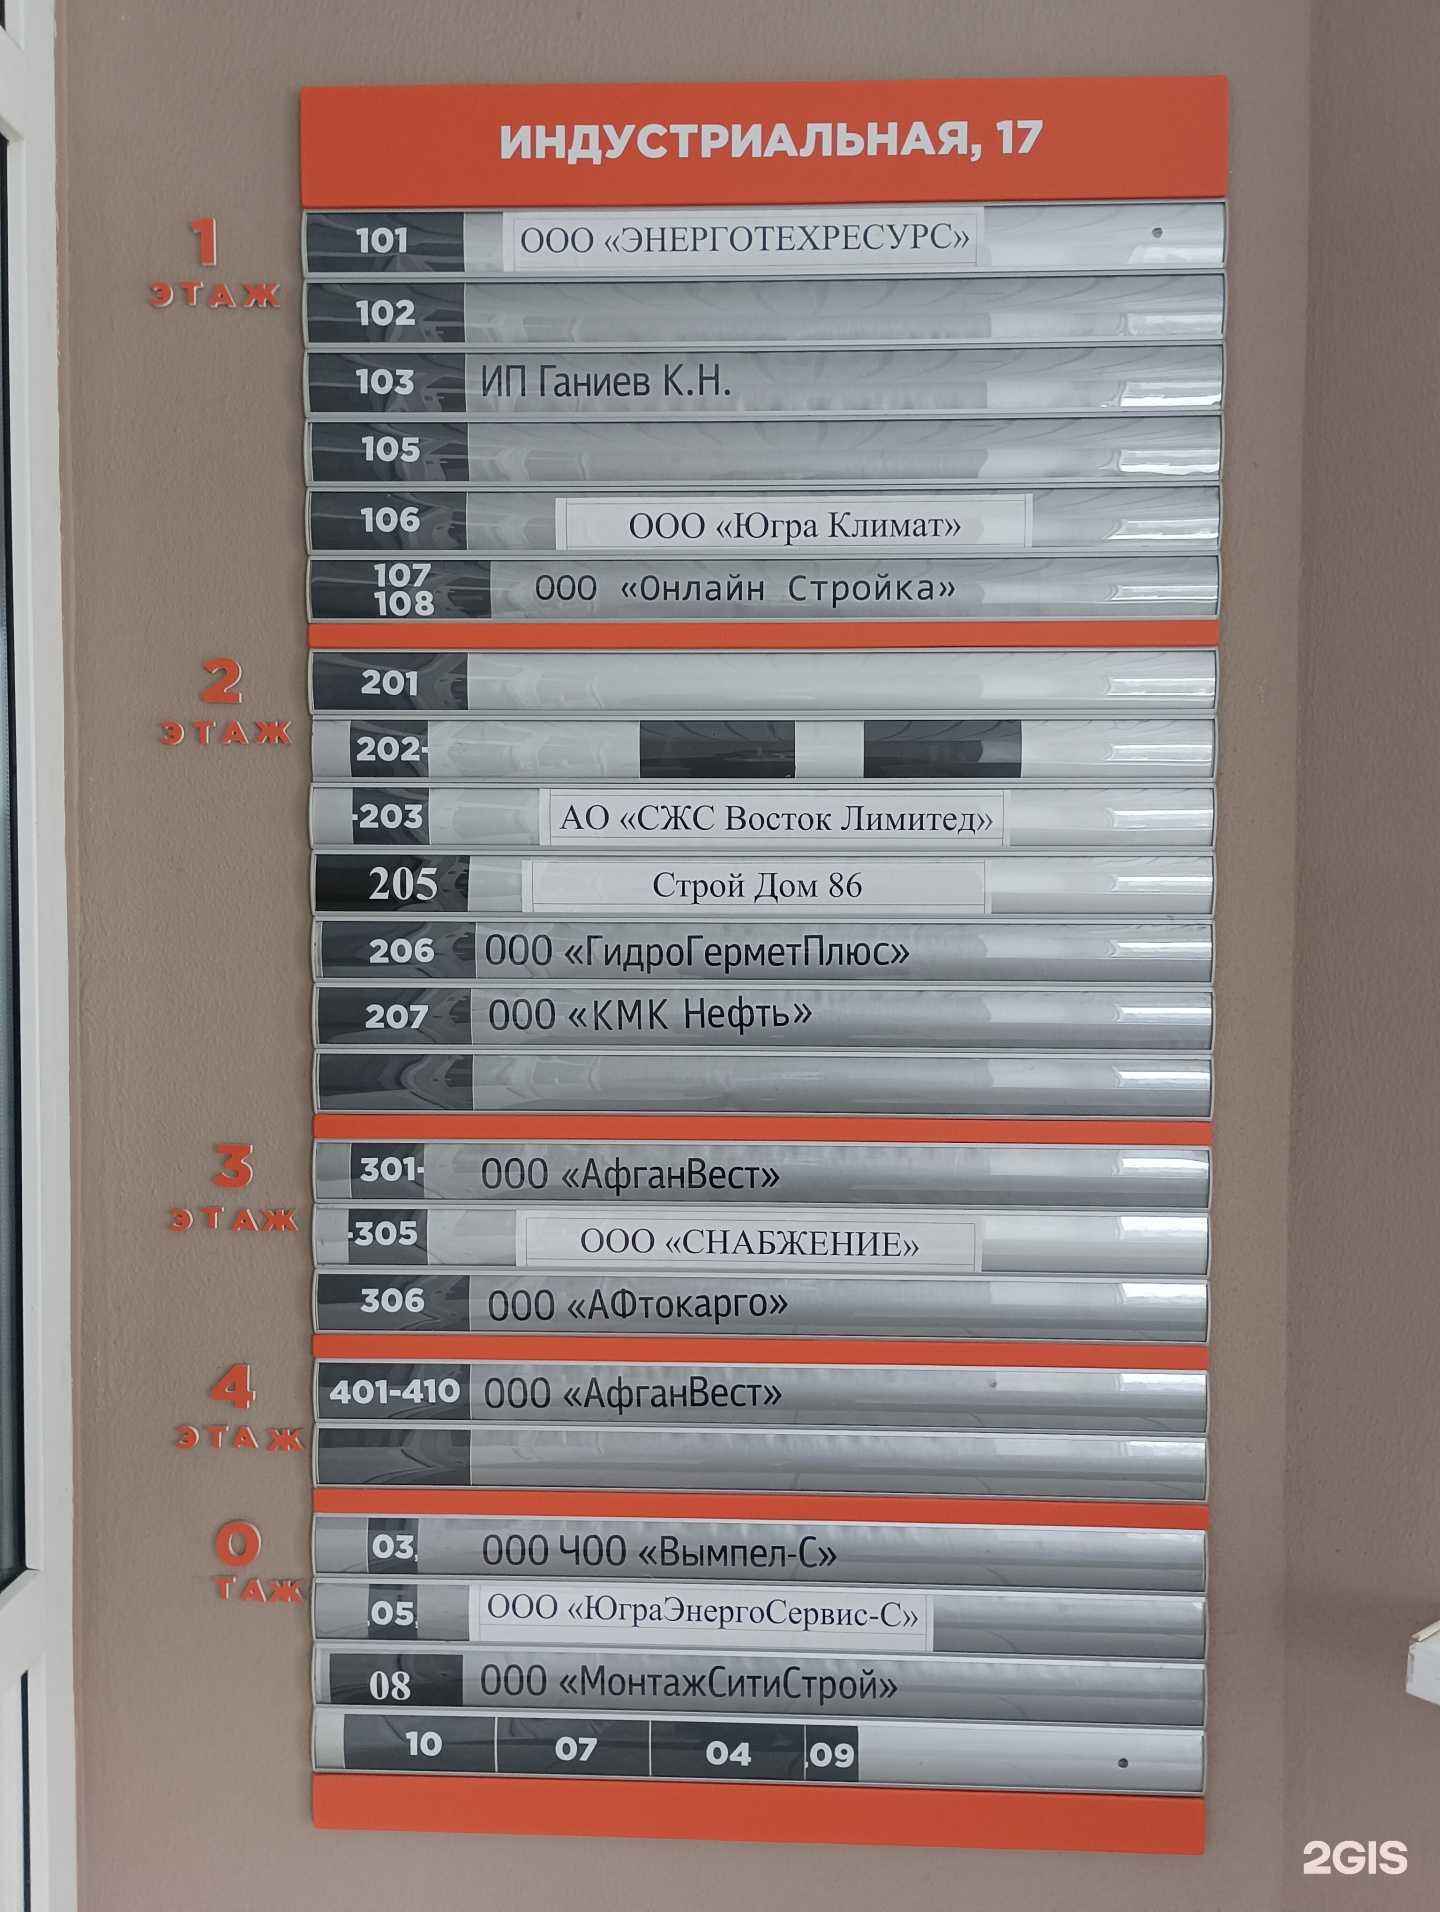 ИНДУСТРИАЛЬНАЯ, 17
1
ЭТАЖ
101 ООО «ЭНЕРГОТЕХРЕСУРС»
102
103 ИП Ганиев К.Н.
105
106 ООО «Югра Климат»
107
108 ООО «Онлайн Стройка»
2
ЭТАЖ
201
202-
-203 АО «СЖС Восток Лимитед»
205 Строй Дом 86
206 ООО «ГидроГерметПлюс»
207 ООО «КМК Нефть»
3
ЭТАЖ
301- ООО «АфганВест»
-305 ООО «СНАБЖЕНИЕ»
306 ООО «АФтокарго»
4
ЭТАЖ
401-410 ООО «АфганВест»
0
ТАЖ
03, ООО ЧОО «Вымпел-С»
05, ООО «ЮграЭнергоСервис-С»
08 ООО «МонтажСитиСтрой»
10 07 04 09
2GIS